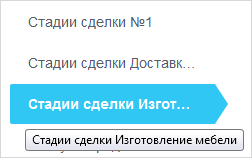 Стадии сделки №1
Стадии сделки Доставк...
Стадии сделки Изгот...
Стадии сделки Изготовление мебели